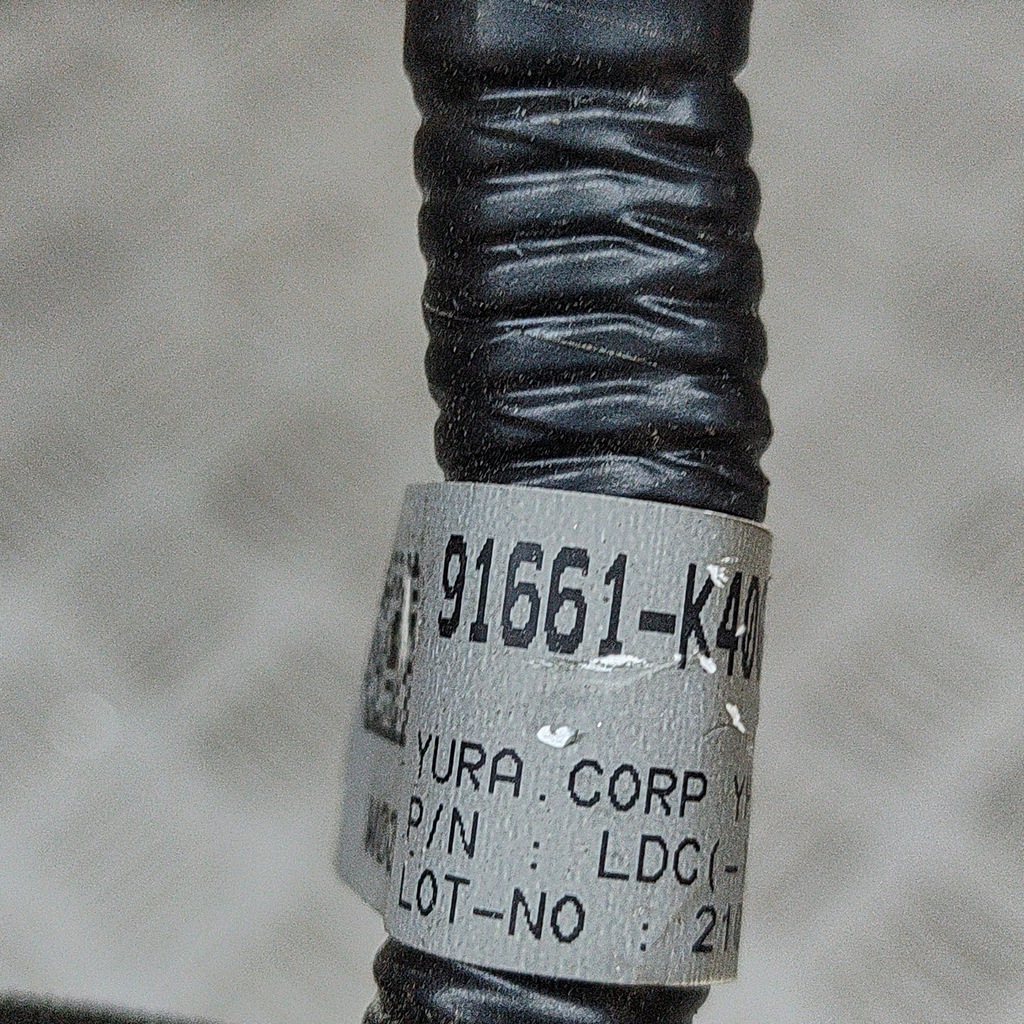 91661-K40
YURA CORP
P/N : LDC(-
LOT-NO : 21